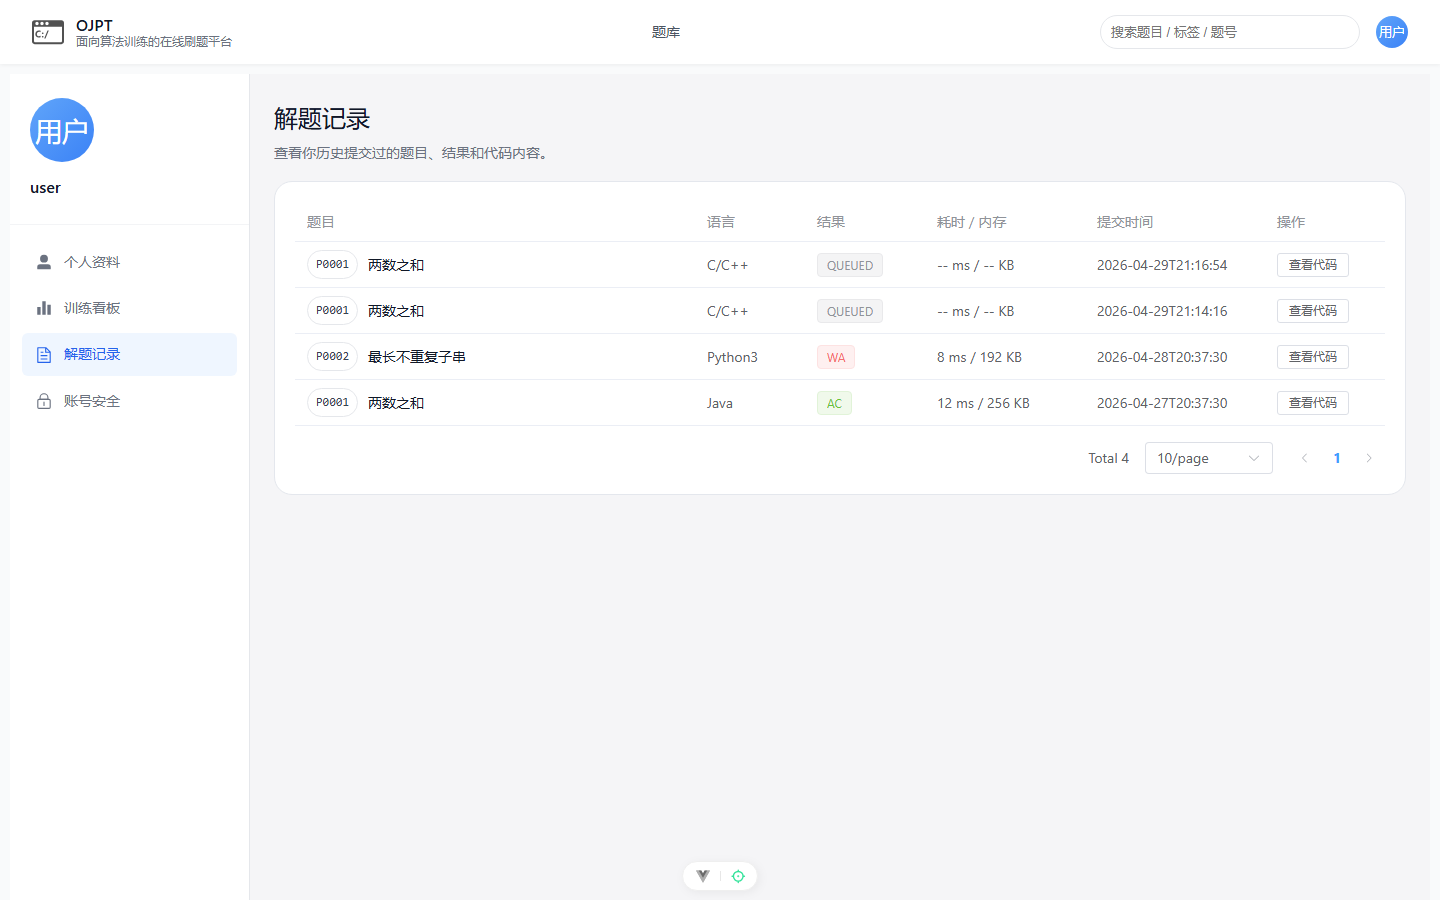 C:/
OJPT
面向算法训练的在线刷题平台
题库
搜索题目 / 标签 / 题号
用户
用户
user
个人资料
训练看板
解题记录
账号安全
解题记录
查看你历史提交过的题目、结果和代码内容。
题目 语言 结果 耗时 / 内存 提交时间 操作
P0001 两数之和 C/C++ QUEUED -- ms / -- KB 2026-04-29T21:16:54 查看代码
P0001 两数之和 C/C++ QUEUED -- ms / -- KB 2026-04-29T21:14:16 查看代码
P0002 最长不重复子串 Python3 WA 8 ms / 192 KB 2026-04-28T20:37:30 查看代码
P0001 两数之和 Java AC 12 ms / 256 KB 2026-04-27T20:37:30 查看代码
Total 4 10/page 1